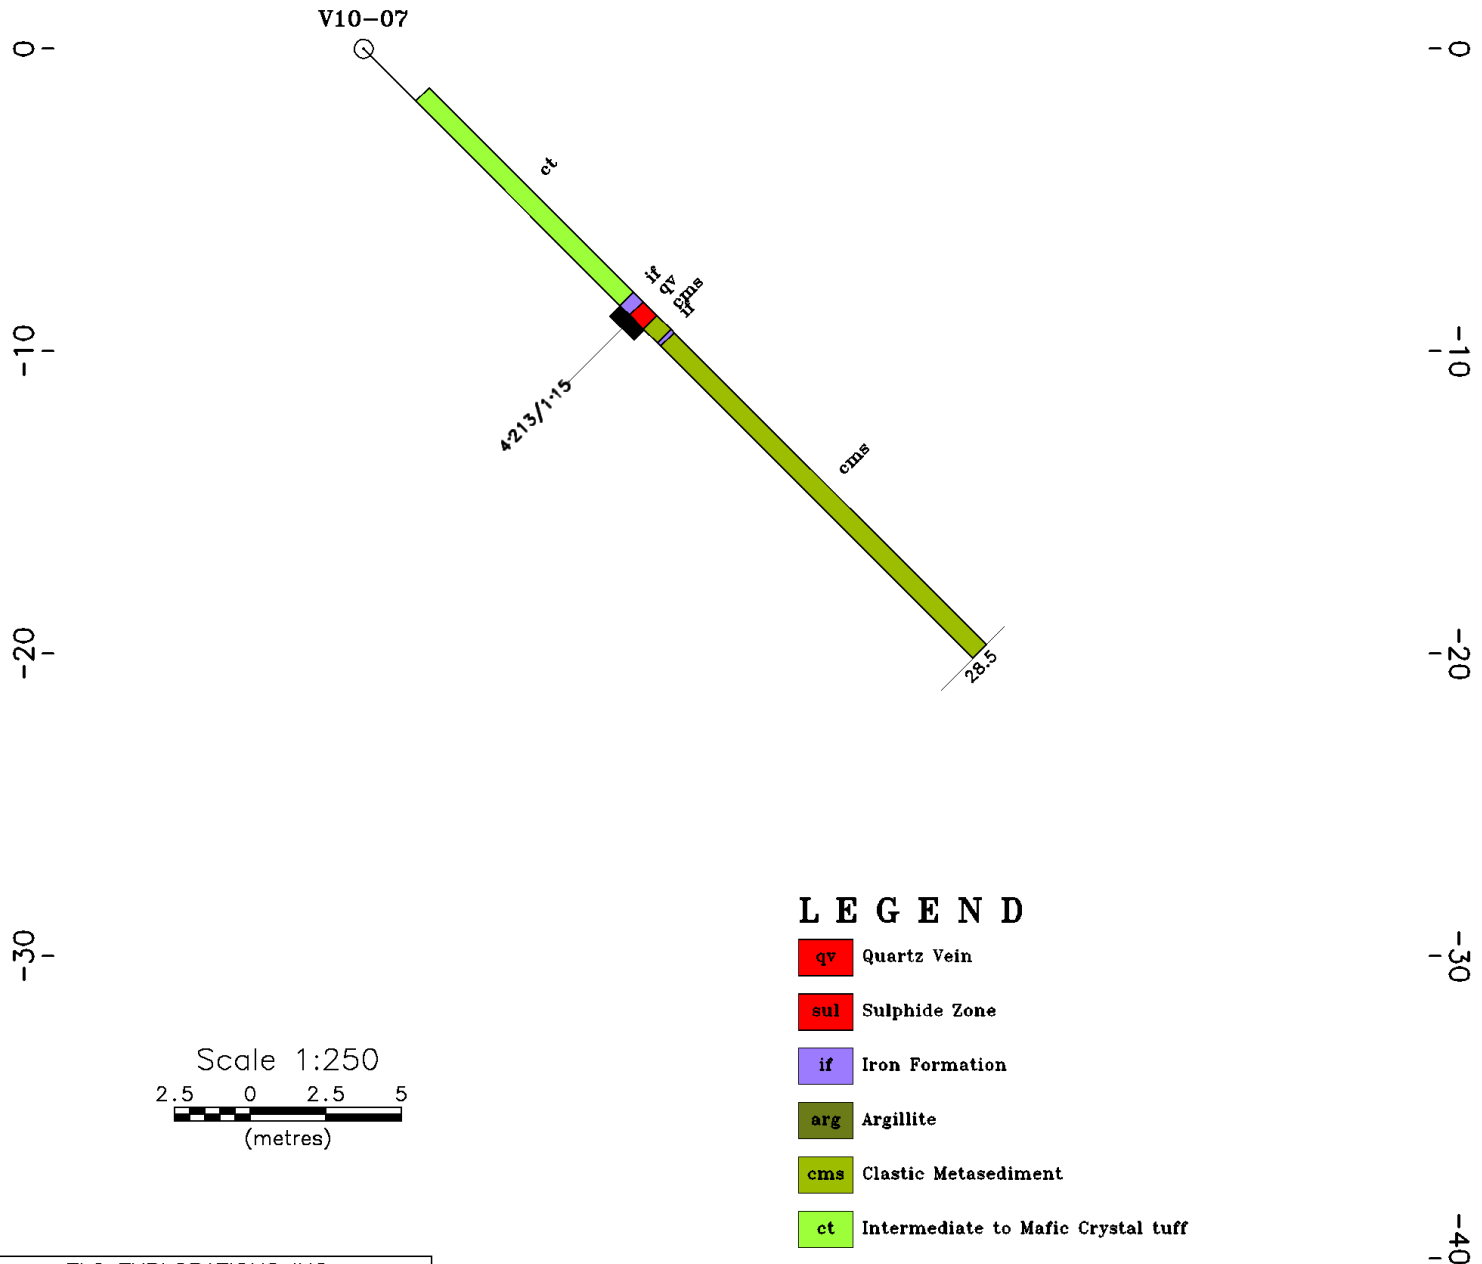 V10-07
0
0
ct
if
qv
cms
if
-10
-10
4·213/1·15
cms
-20
-20
28.5
L E G E N D
qv Quartz Vein
-30
-30
sul Sulphide Zone
Scale 1:250
if Iron Formation
2.5 0 2.5 5
(metres)
arg Argillite
cms Clastic Metasediment
ct Intermediate to Mafic Crystal tuff
-40